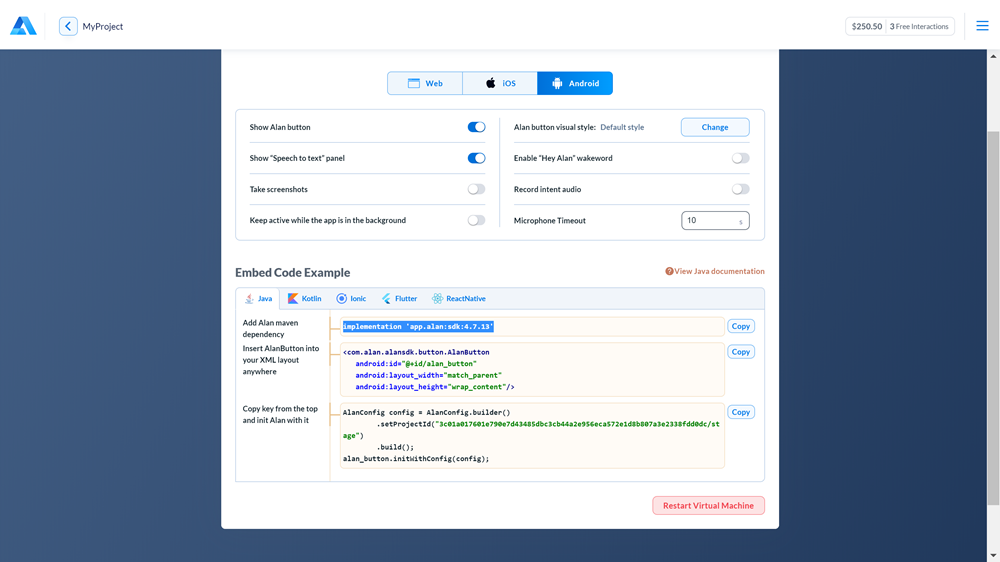 MyProject
$250.50 3 Free Interactions
Web
iOS
Android
Show Alan button
Show "Speech to text" panel
Take screenshots
Keep active while the app is in the background
Alan button visual style: Default style
Change
Enable "Hey Alan" wakeword
Record intent audio
Microphone Timeout
10 s
Embed Code Example
View Java documentation
Java
Kotlin
Ionic
Flutter
ReactNative
Add Alan maven
dependency
implementation 'app.alan:sdk:4.7.13'
Copy
Insert AlanButton into
your XML layout
anywhere
<com.alan.alansdk.button.AlanButton
android:id="@+id/alan_button"
android:layout_width="match_parent"
android:layout_height="wrap_content"/>
Copy
Copy key from the top
and init Alan with it
AlanConfig config = AlanConfig.builder()
.setProjectId("3c01a017601e790e7d43485dbc3cb44a2e956eca572e1d8b807a3e2338fdd0dc/st
age")
.build();
alan_button.initWithConfig(config);
Copy
Restart Virtual Machine